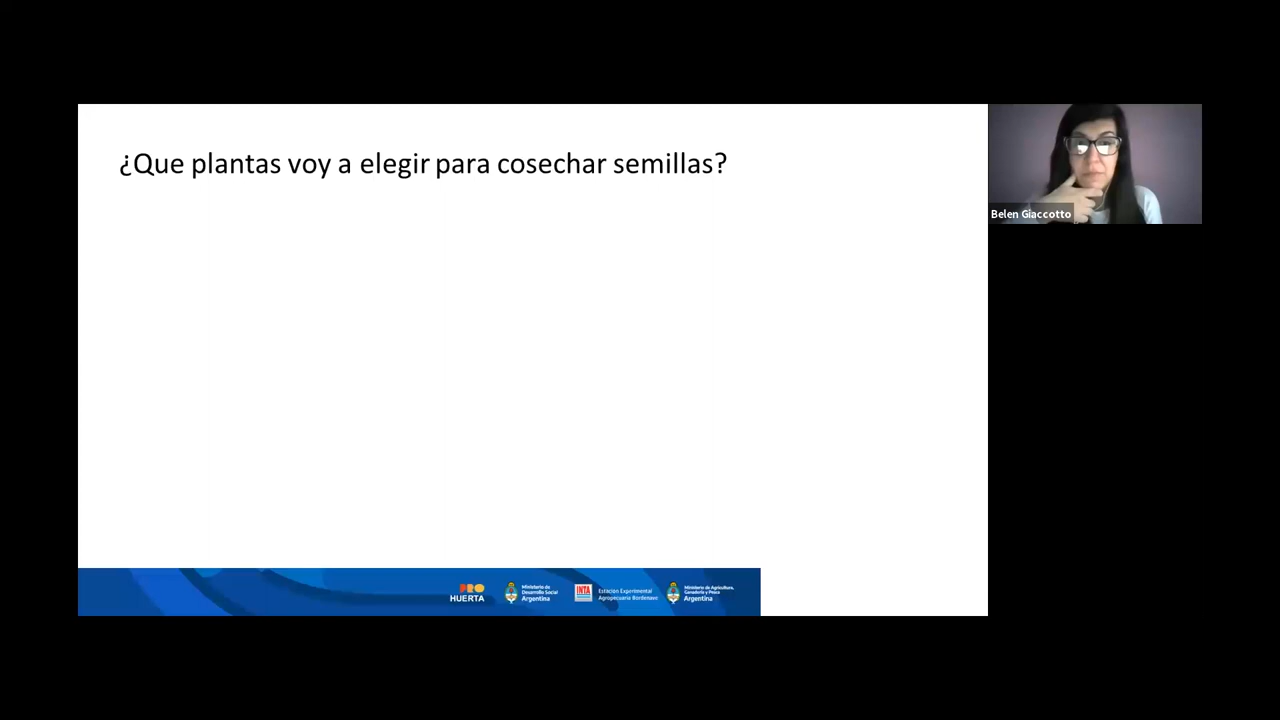 ¿Que plantas voy a elegir para cosechar semillas?
Belen Giaccotto
PRO
HUERTA
Ministerio de
Desarrollo Social
Argentina
INTA
Estación Experimental
Agropecuaria Bordenave
Ministerio de Agricultura,
Ganadería y Pesca
Argentina